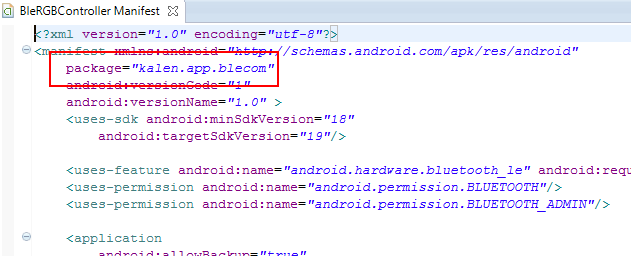 BleRGBController Manifest
<?xml version="1.0" encoding="utf-8"?>
<manifest xmlns:android="http://schemas.android.com/apk/res/android"
package="kalen.app.blecom"
android:versionCode="1"
android:versionName="1.0" >
<uses-sdk android:minSdkVersion="18"
android:targetSdkVersion="19"/>
<uses-feature android:name="android.hardware.bluetooth_le" android:requ
<uses-permission android:name="android.permission.BLUETOOTH"/>
<uses-permission android:name="android.permission.BLUETOOTH_ADMIN"/>
<application
android:allowBackup="true"